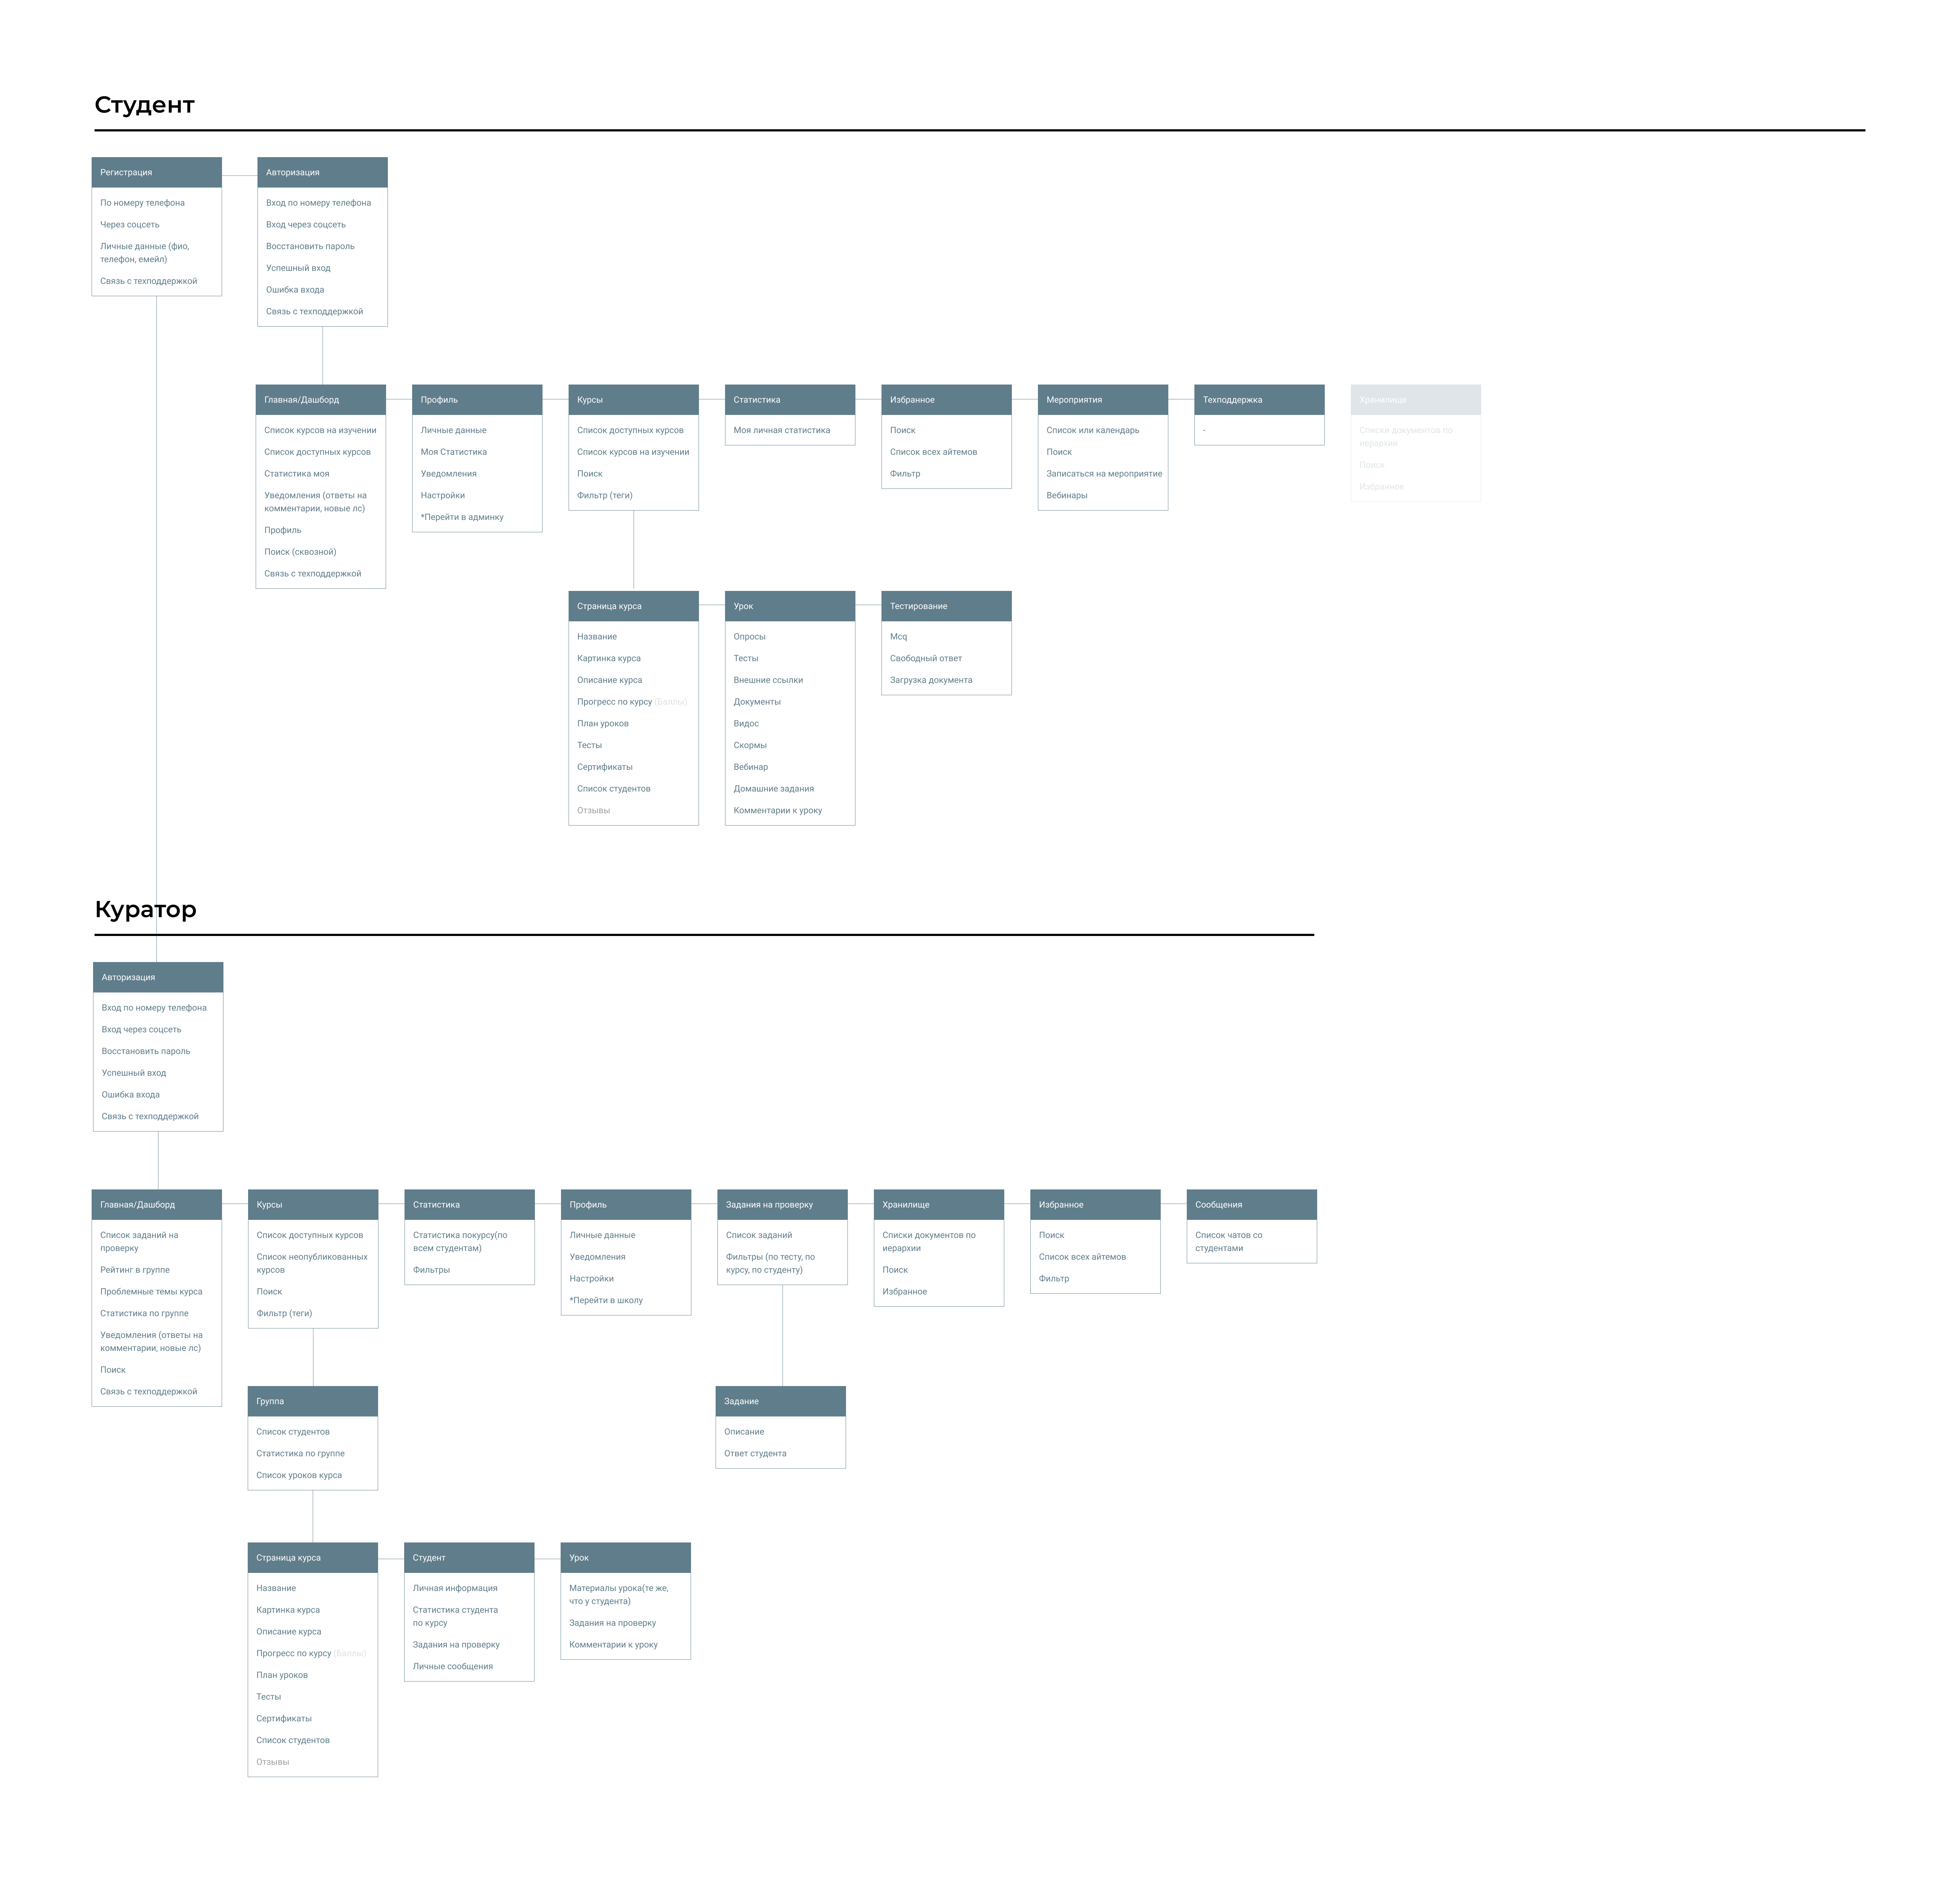 Студент
Регистрация
По номеру телефона
Через соцсеть
Личные данные (фио,
телефон, емейл)
Связь с техподдержкой
Авторизация
Вход по номеру телефона
Вход через соцсеть
Восстановить пароль
Успешный вход
Ошибка входа
Связь с техподдержкой
Главная/Дашборд
Список курсов на изучении
Список доступных курсов
Статистика моя
Уведомления (ответы на
комментарии, новые лс)
Профиль
Поиск (сквозной)
Связь с техподдержкой
Профиль
Личные данные
Моя Статистика
Уведомления
Настройки
*Перейти в админку
Курсы
Список доступных курсов
Список курсов на изучении
Поиск
Фильтр (теги)
Статистика
Моя личная статистика
Избранное
Поиск
Список всех айтемов
Фильтр
Мероприятия
Список или календарь
Поиск
Записаться на мероприятие
Вебинары
Техподдержка
-
Хранилище
Списки документов по
иерархии
Поиск
Избранное
Страница курса
Название
Картинка курса
Описание курса
Прогресс по курсу (Баллы)
План уроков
Тесты
Сертификаты
Список студентов
Отзывы
Урок
Опросы
Тесты
Внешние ссылки
Документы
Видос
Скормы
Вебинар
Домашние задания
Комментарии к уроку
Тестирование
Mcq
Свободный ответ
Загрузка документа
Куратор
Авторизация
Вход по номеру телефона
Вход через соцсеть
Восстановить пароль
Успешный вход
Ошибка входа
Связь с техподдержкой
Главная/Дашборд
Список заданий на
проверку
Рейтинг в группе
Проблемные темы курса
Статистика по группе
Уведомления (ответы на
комментарии, новые лс)
Поиск
Связь с техподдержкой
Курсы
Список доступных курсов
Список неопубликованных
курсов
Поиск
Фильтр (теги)
Статистика
Статистика покурсу(по
всем студентам)
Фильтры
Профиль
Личные данные
Уведомления
Настройки
*Перейти в школу
Задания на проверку
Список заданий
Фильтры (по тесту, по
курсу, по студенту)
Хранилище
Списки документов по
иерархии
Поиск
Избранное
Избранное
Поиск
Список всех айтемов
Фильтр
Сообщения
Список чатов со
студентами
Группа
Список студентов
Статистика по группе
Список уроков курса
Задание
Описание
Ответ студента
Страница курса
Название
Картинка курса
Описание курса
Прогресс по курсу (Баллы)
План уроков
Тесты
Сертификаты
Список студентов
Отзывы
Студент
Личная информация
Статистика студента
по курсу
Задания на проверку
Личные сообщения
Урок
Материалы урока(те же,
что у студента)
Задания на проверку
Комментарии к уроку